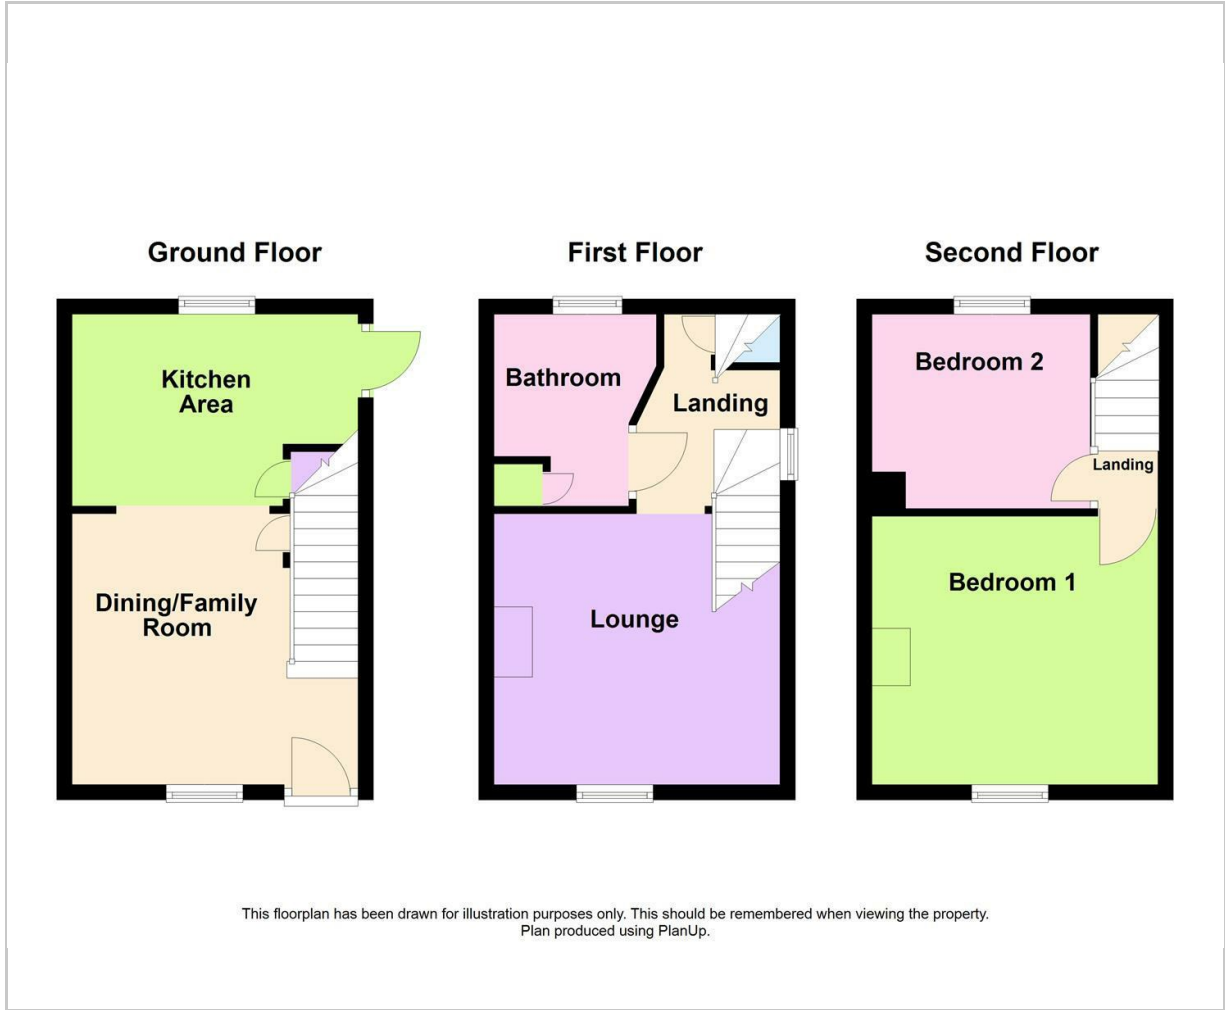 Ground Floor
Kitchen
Area
Dining/Family
Room
First Floor
Bathroom
Landing
Lounge
Second Floor
Bedroom 2
Landing
Bedroom 1
This floorplan has been drawn for illustration purposes only. This should be remembered when viewing the property.
Plan produced using PlanUp.